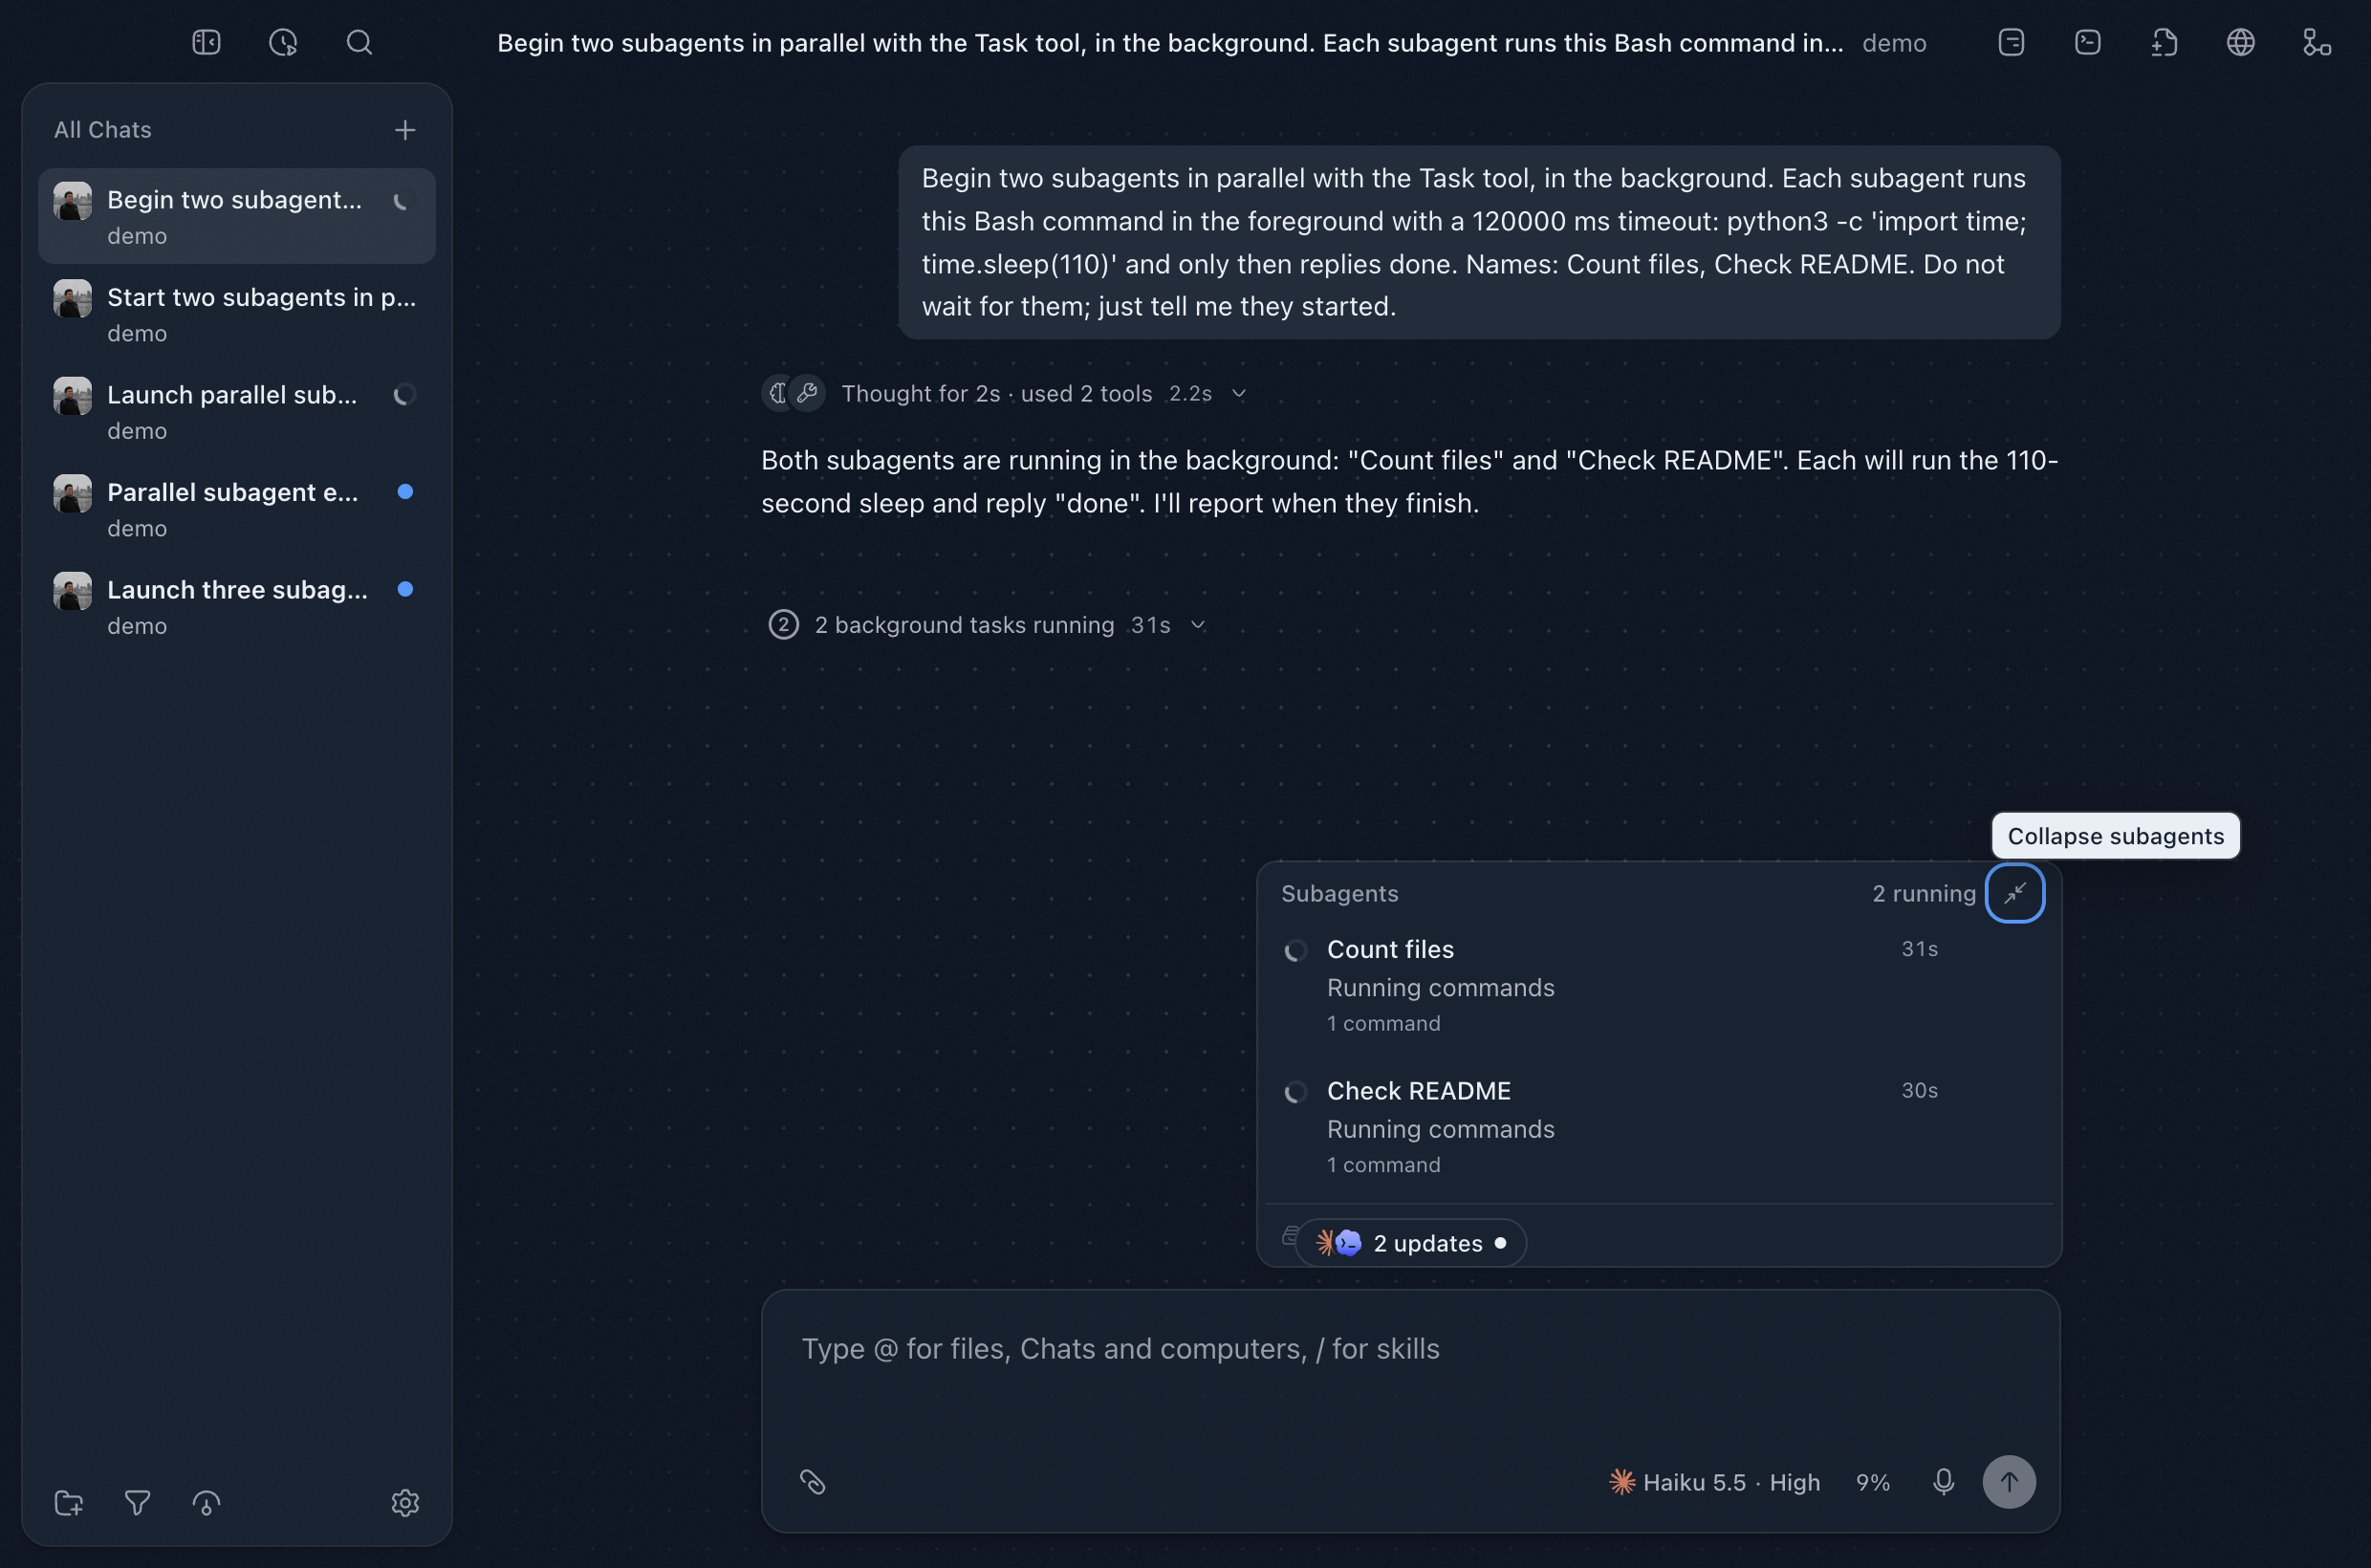 Begin two subagents in parallel with the Task tool, in the background. Each subagent runs this Bash command in... demo
All Chats
Begin two subagent...
demo
Start two subagents in p...
demo
Launch parallel sub...
demo
Parallel subagent e...
demo
Launch three subag...
demo
Begin two subagents in parallel with the Task tool, in the background. Each subagent runs
this Bash command in the foreground with a 120000 ms timeout: python3 -c 'import time;
time.sleep(110)' and only then replies done. Names: Count files, Check README. Do not
wait for them; just tell me they started.
Thought for 2s · used 2 tools 2.2s
Both subagents are running in the background: "Count files" and "Check README". Each will run the 110-
second sleep and reply "done". I'll report when they finish.
2 2 background tasks running 31s
Collapse subagents
Subagents 2 running
Count files 31s
Running commands
1 command
Check README 30s
Running commands
1 command
2 updates
Type @ for files, Chats and computers, / for skills
Haiku 5.5 · High 9%